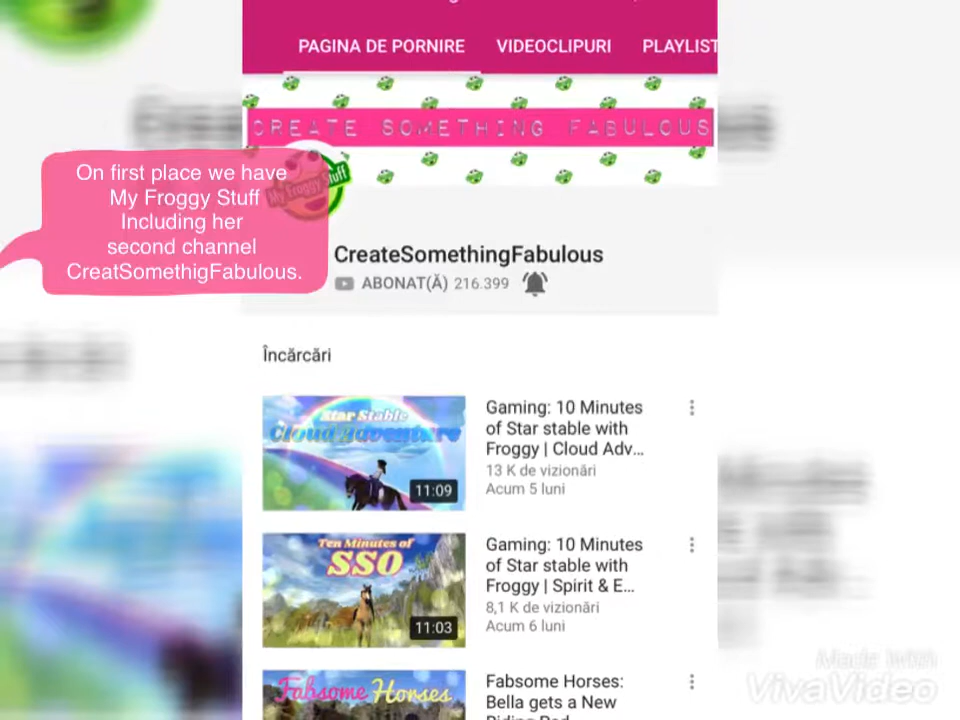 PAGINA DE PORNIRE
VIDEOCLIPURI
PLAYLIST
CREATE SOMETHING FABULOUS
On first place we have
My Froggy Stuff
Including her
second channel
CreatSomethigFabulous.
My Froggy Stuff
CreateSomethingFabulous
ABONAT(Ă) 216.399
Încărcări
Star Stable
Cloud Adventure
11:09
Gaming: 10 Minutes
of Star stable with
Froggy | Cloud Adv...
13 K de vizionări
Acum 5 luni
Ten Minutes of
SSO
11:03
Gaming: 10 Minutes
of Star stable with
Froggy | Spirit & E...
8,1 K de vizionări
Acum 6 luni
Fabsome Horses
Fabsome Horses:
Bella gets a New
Made with
VivaVideo